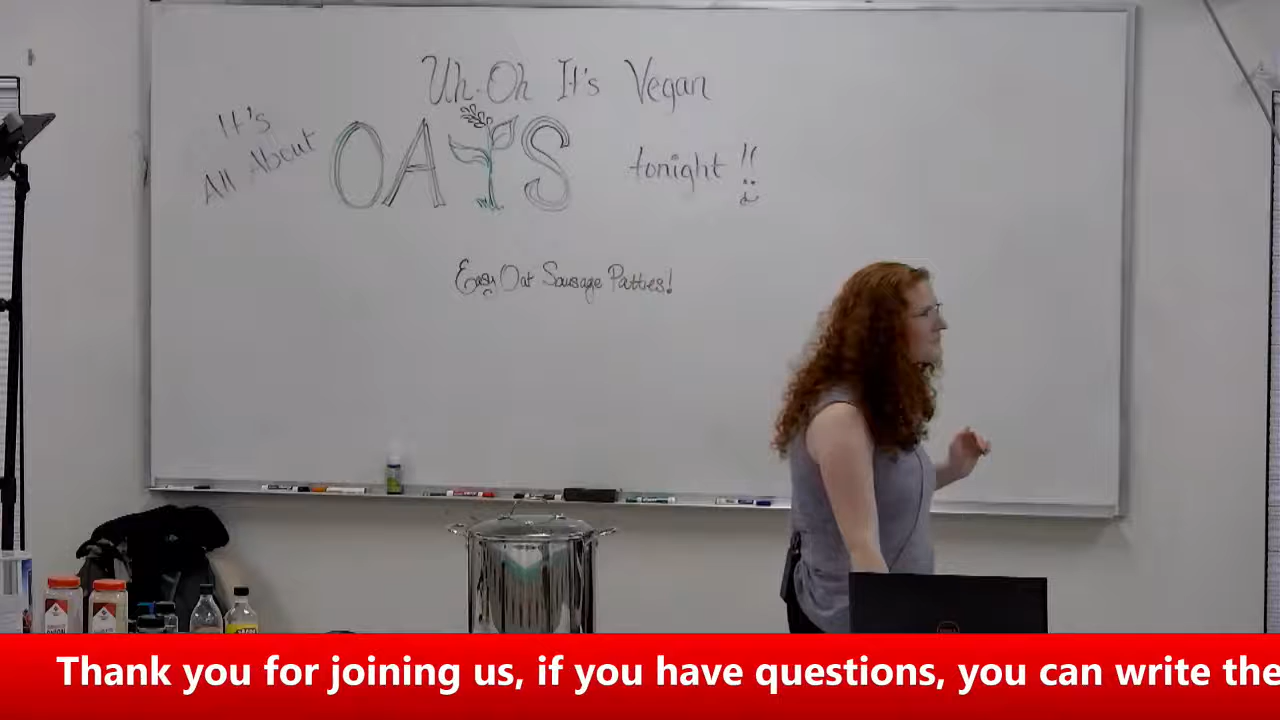 Uh-Oh It's Vegan
It's
All About
OATS
tonight !!
Easy Oat Sausage Patties!
Thank you for joining us, if you have questions, you can write the